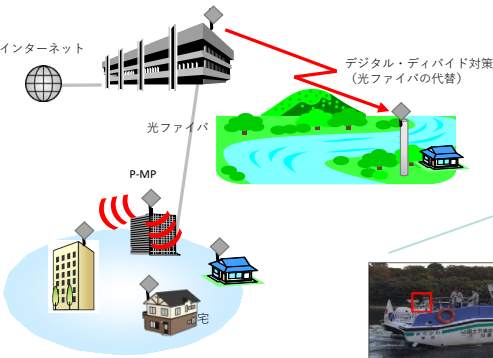 インターネット
デジタル・ディバイド対策
（光ファイバの代替）
光ファイバ
P-MP
宅